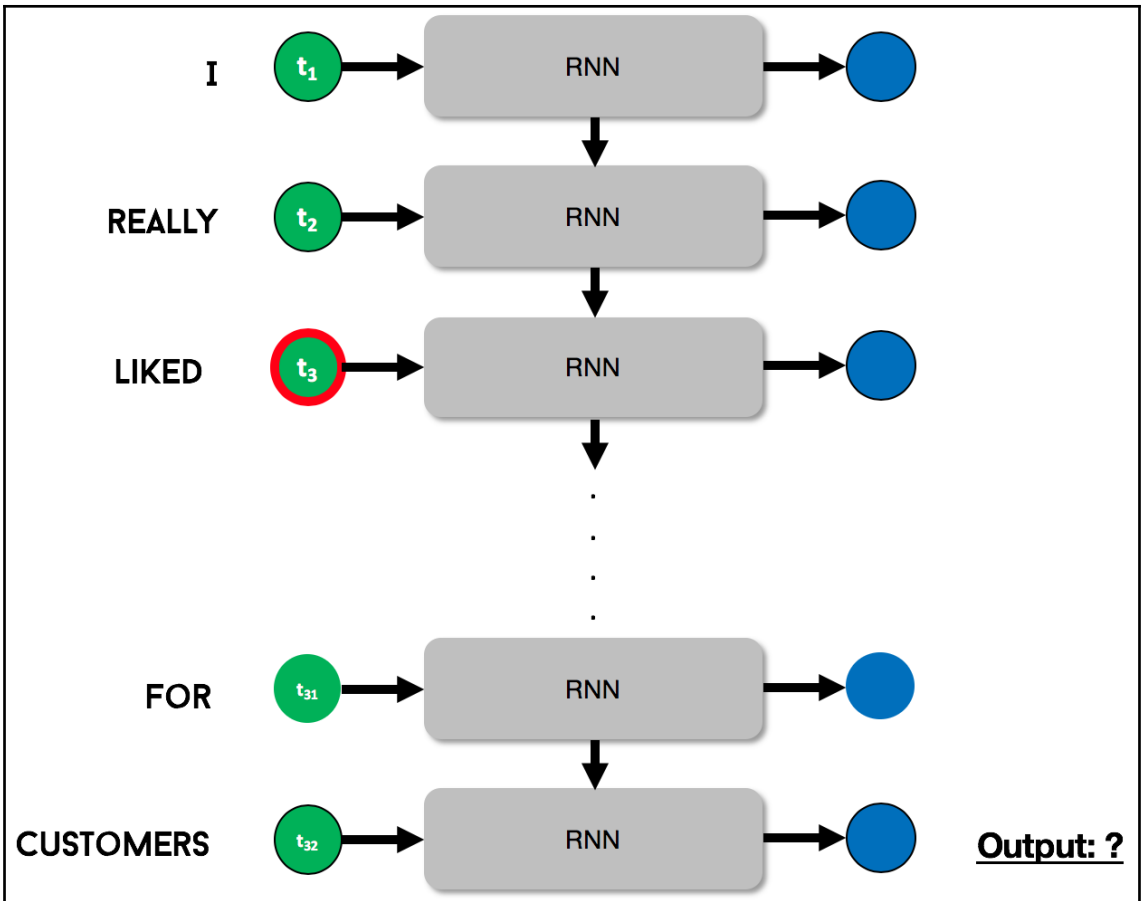 I t₁ RNN
REALLY t₂ RNN
LIKED t₃ RNN
.
.
.
.
FOR t₃₁ RNN
CUSTOMERS t₃₂ RNN Output: ?